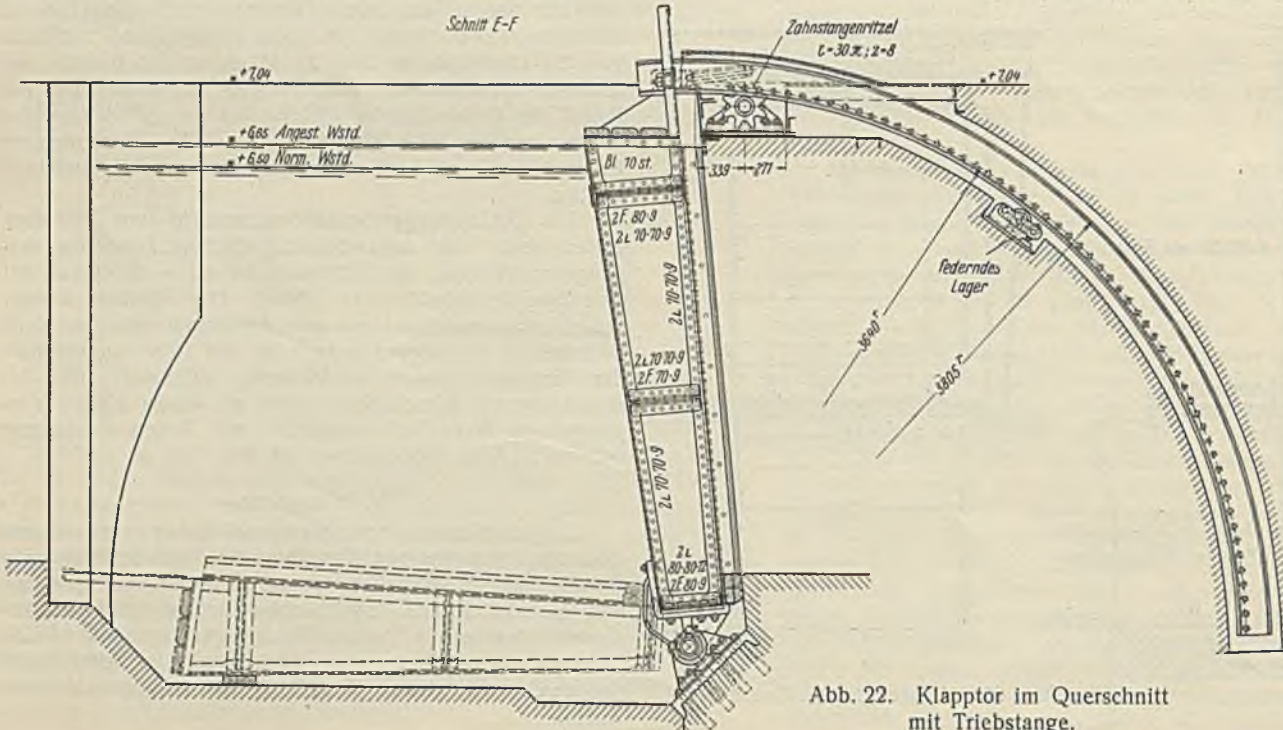 Schnitt E-F
Zahnstangenritzel
t=30π; z=8
+7,04
+7,04
+6,65 Angest. Wstd.
+6,50 Norm. Wstd.
Bl. 10 st.
339
277
2F. 80·9
2L 70·70·9
2L 70·70·9
federndes
Lager
3690 r
3805 r
2L 70·70·9
2F. 70·9
2L 70·70·9
2L
80·80·12
2F. 80·9
Abb. 22. Klapptor im Querschnitt
mit Triebstange.